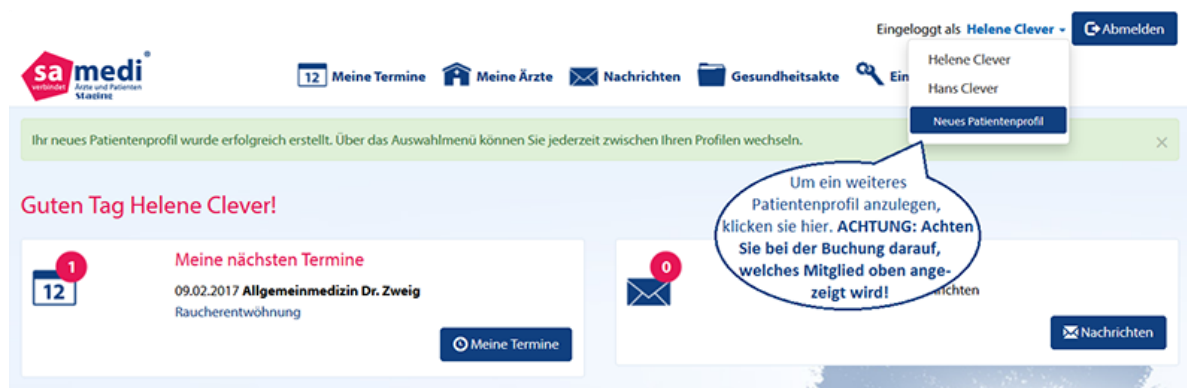 Eingeloggt als Helene Clever
Abmelden
Helene Clever
Hans Clever
Neues Patientenprofil
samedi®
verbindet Ärzte und Patienten
Staging
12 Meine Termine
Meine Ärzte
Nachrichten
Gesundheitsakte
Ein
Ihr neues Patientenprofil wurde erfolgreich erstellt. Über das Auswahlmenü können Sie jederzeit zwischen Ihren Profilen wechseln.
×
Um ein weiteres
Patientenprofil anzulegen,
klicken sie hier. ACHTUNG: Achten
Sie bei der Buchung darauf,
welches Mitglied oben ange-
zeigt wird!
Guten Tag Helene Clever!
1
12
Meine nächsten Termine
09.02.2017 Allgemeinmedizin Dr. Zweig
Raucherentwöhnung
Meine Termine
0
Nachrichten